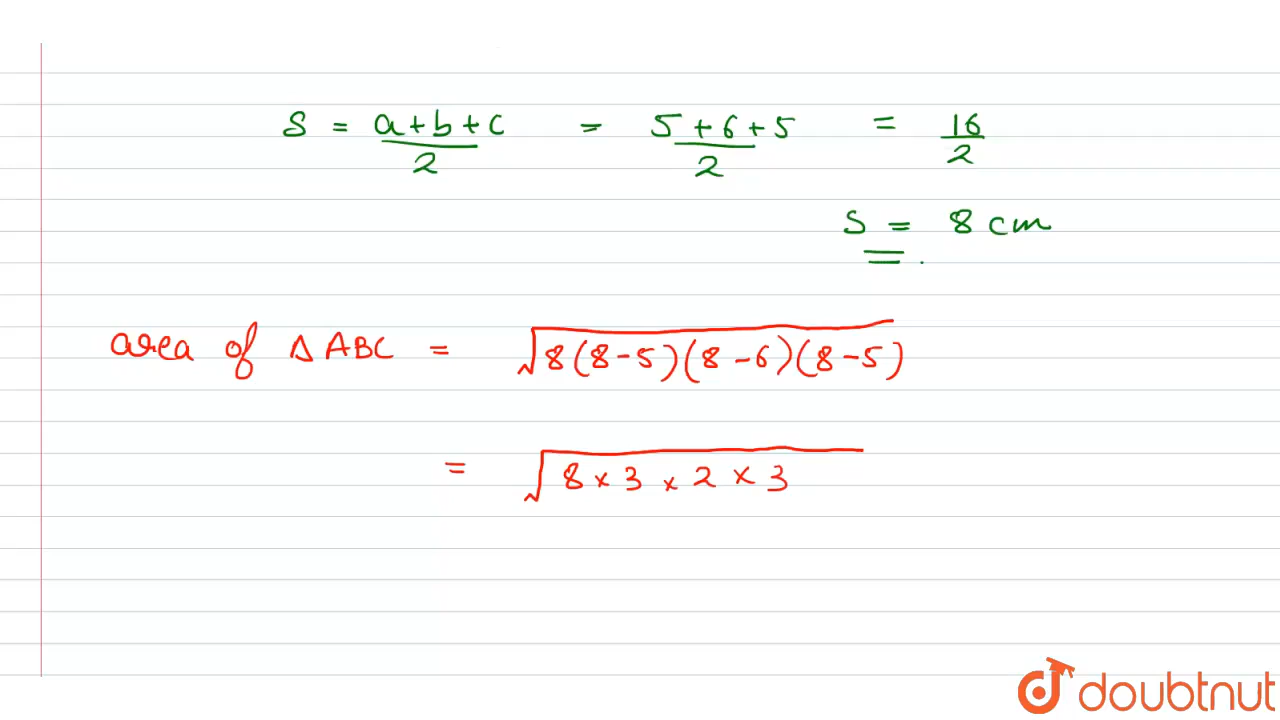 S = a+b+c/2 = 5+6+5/2 = 16/2
S = 8 cm
area of Δ ABC = √8(8-5)(8-6)(8-5)
= √8×3×2×3
doubtnut